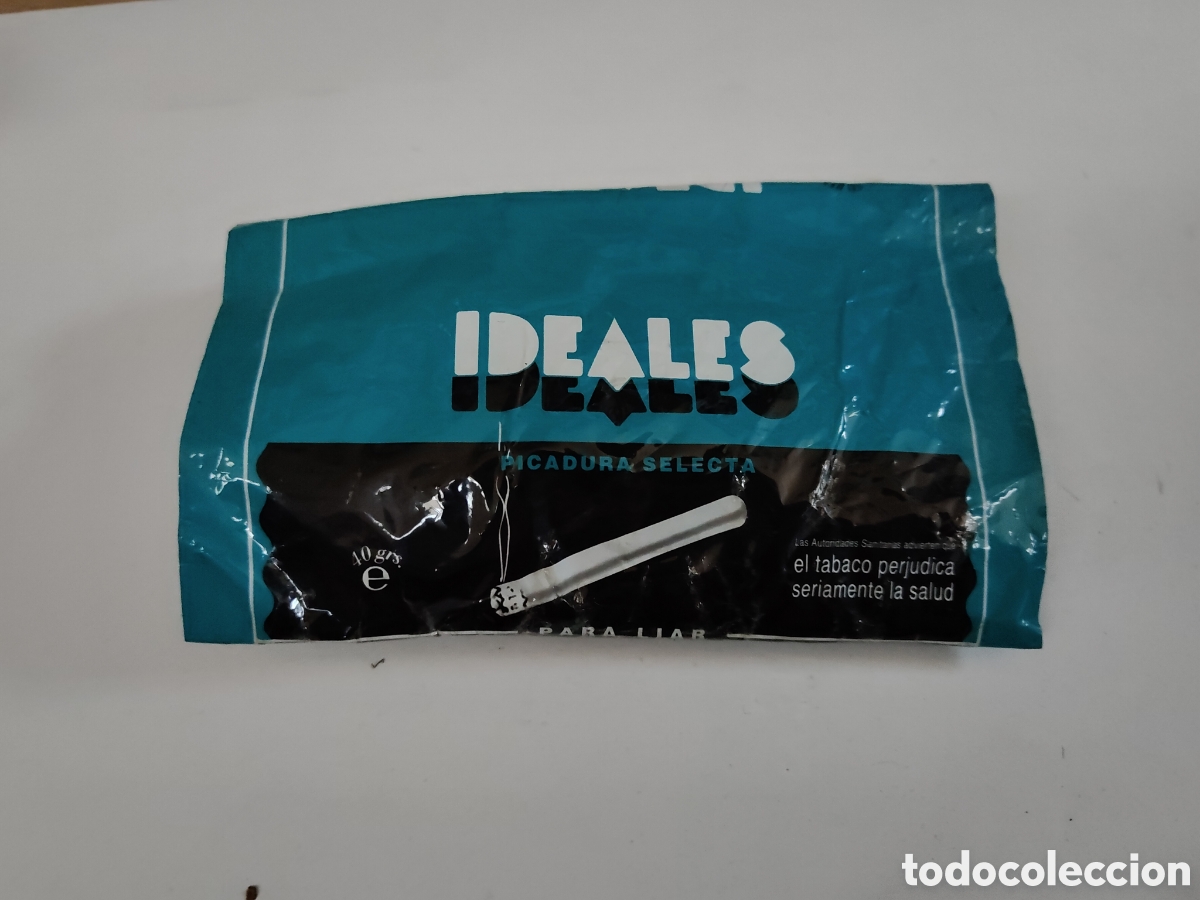 IDEALES
IDEALES
PICADURA SELECTA
40 grs.
e
Las Autoridades Sanitarias advierten que
el tabaco perjudica
seriamente la salud
PARA LIAR
todocoleccion